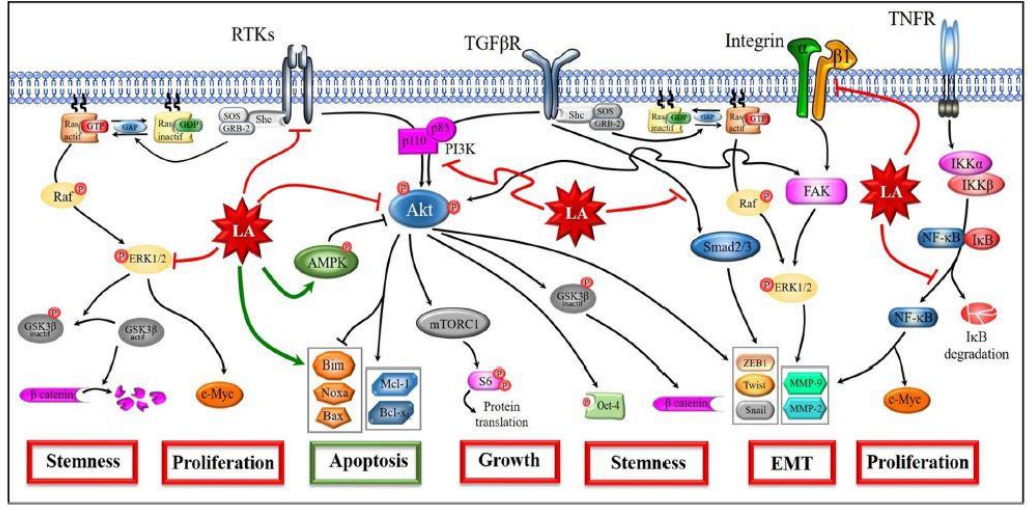 TNFR
RTKs
TGFβR
Integrin
α
β1
Ras
actif
GTP
GAP
Ras
inactif
GDP
SOS
GRB-2
Shc
p85
p110
PI3K
Shc
SOS
GRB-2
Ras
inactif
GDP
GAP
Ras
actif
GTP
IKKα
IKKβ
Raf
P
LA
P
Akt
P
LA
Raf
P
FAK
LA
Smad2/3
NF-κB
IκB
P
ERK1/2
AMPK
P
P
ERK1/2
GSK3β
inactif
P
GSK3β
actif
mTORC1
GSK3β
inactif
P
NF-κB
IκB
degradation
β catenin
c-Myc
Bim
Noxa
Bax
Mcl-1
Bcl-xL
S6
P
P
Protein
translation
P
Oct-4
β catenin
ZEB1
Twist
Snail
MMP-9
MMP-2
c-Myc
Stemness
Proliferation
Apoptosis
Growth
Stemness
EMT
Proliferation